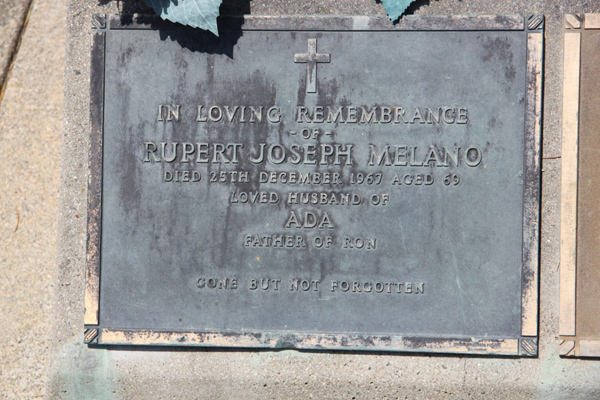 IN LOVING REMEMBRANCE
- OF -
RUPERT JOSEPH MELANO
DIED 25TH DECEMBER 1967 AGED 69
LOVED HUSBAND OF
ADA
FATHER OF RON
GONE BUT NOT FORGOTTEN